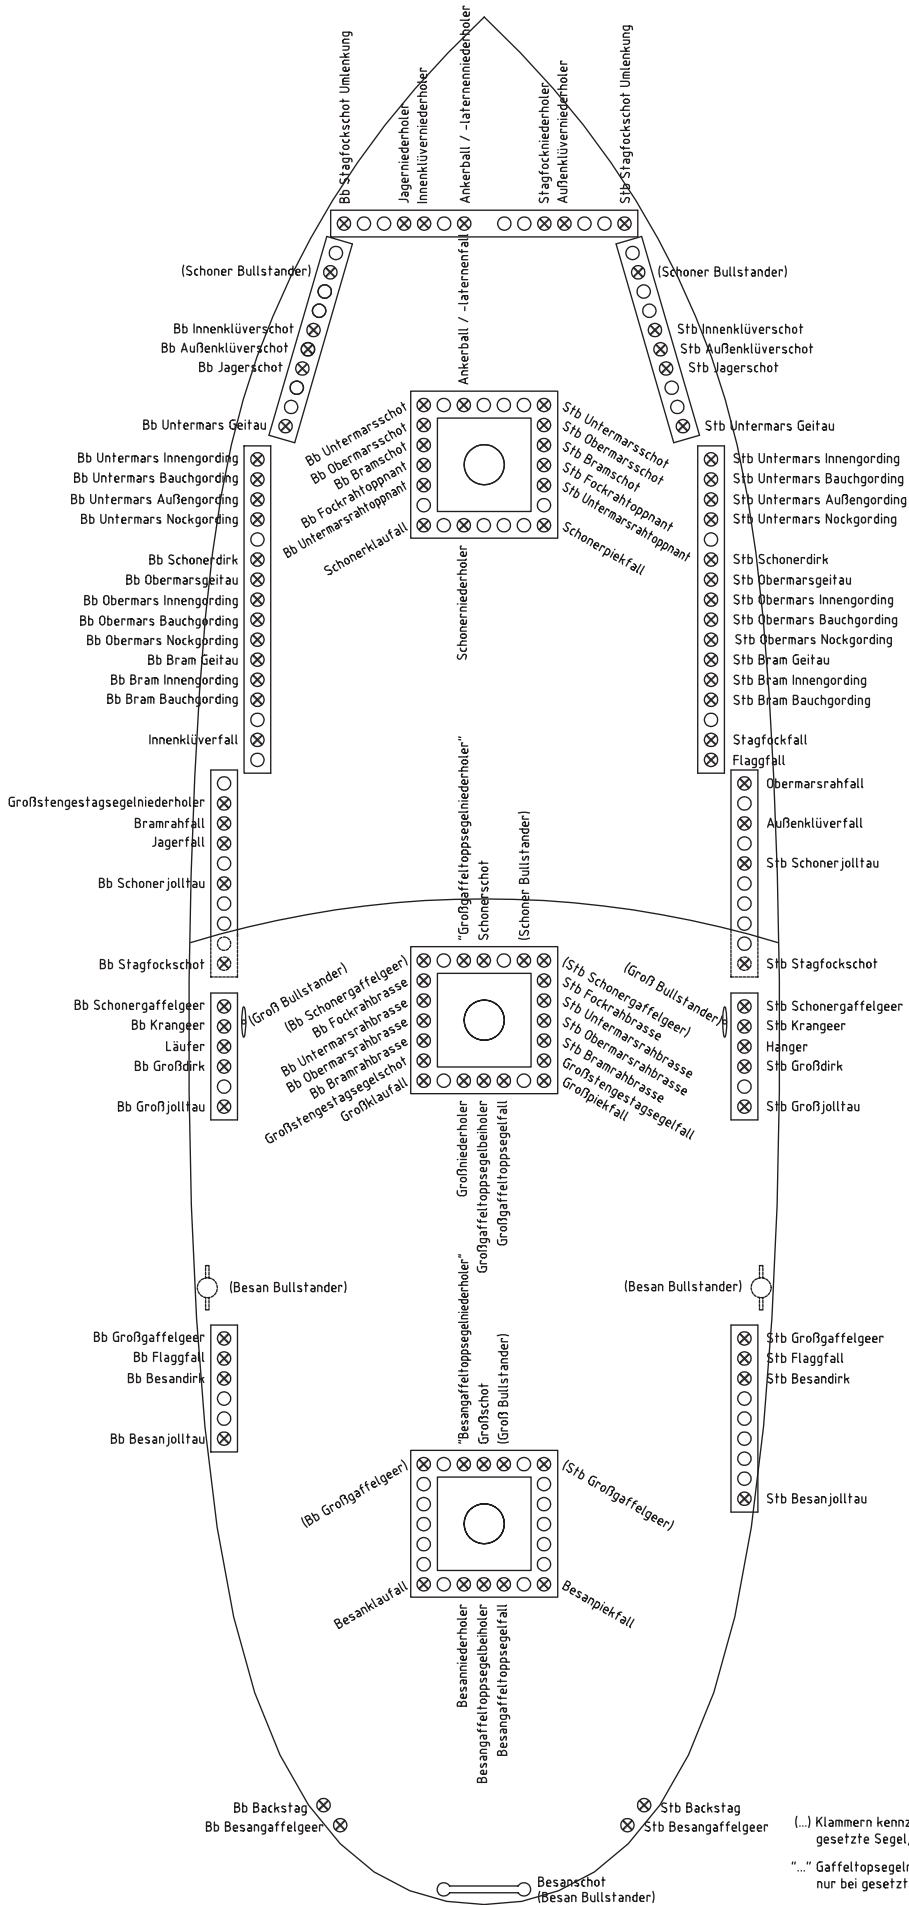 Bb Stagfockschot Umlenkung
Jagerniederholer
Innenklüverniederholer
Ankerball / -laternenniederholer
Stagfockniederholer
Außenklüverniederholer
Stb Stagfockschot Umlenkung
(Schoner Bullstander)
Bb Innenklüverschot
Bb Außenklüverschot
Bb Jagerschot
Bb Untermars Geitau
Ankerball / -laternenfall
(Schoner Bullstander)
Stb Innenklüverschot
Stb Außenklüverschot
Stb Jagerschot
Stb Untermars Geitau
Bb Untermarsschot
Bb Obermarsschot
Bb Bramschot
Bb Fockrahtoppnant
Bb Untermarsrahtoppnant
Schonerklaufall
Schonerniederholer
Stb Untermarsschot
Stb Obermarsschot
Stb Bramschot
Stb Fockrahtoppnant
Stb Untermarsrahtoppnant
Schonerpiekfall
Bb Untermars Innengording
Bb Untermars Bauchgording
Bb Untermars Außengording
Bb Untermars Nockgording
Bb Schonerdirk
Bb Obermarsgeitau
Bb Obermars Innengording
Bb Obermars Bauchgording
Bb Obermars Nockgording
Bb Bram Geitau
Bb Bram Innengording
Bb Bram Bauchgording
Innenklüverfall
Stb Untermars Innengording
Stb Untermars Bauchgording
Stb Untermars Außengording
Stb Untermars Nockgording
Stb Schonerdirk
Stb Obermarsgeitau
Stb Obermars Innengording
Stb Obermars Bauchgording
Stb Obermars Nockgording
Stb Bram Geitau
Stb Bram Innengording
Stb Bram Bauchgording
Stagfockfall
Flaggfall
Großstengestagsegelniederholer
Bramrahfall
Jagerfall
Bb Schonerjolltau
Bb Stagfockschot
Obermarsrahfall
Außenklüverfall
Stb Schonerjolltau
Stb Stagfockschot
"Großgaffeltoppsegelniederholer"
Schonerschot
(Schoner Bullstander)
Bb Schonergaffelgeer
Bb Krangeer
Läufer
Bb Großdirk
Bb Großjolltau
(Groß Bullstander)
(Bb Schonergaffelgeer)
Bb Fockrahbrasse
Bb Untermarsrahbrasse
Bb Obermarsrahbrasse
Bb Bramrahbrasse
Großstengestagsegelschot
Großklaufall
(Stb Schonergaffelgeer)
Stb Fockrahbrasse
Stb Untermarsrahbrasse
Stb Obermarsrahbrasse
Stb Bramrahbrasse
Großstengestagsegelfall
Großpiekfall
(Groß Bullstander)
Stb Schonergaffelgeer
Stb Krangeer
Hanger
Stb Großdirk
Stb Großjolltau
Großniederholer
Großgaffeltoppsegelbeiholer
Großgaffeltoppsegelfall
(Besan Bullstander)
(Besan Bullstander)
Bb Großgaffelgeer
Bb Flaggfall
Bb Besandirk
Bb Besanjolltau
Stb Großgaffelgeer
Stb Flaggfall
Stb Besandirk
Stb Besanjolltau
"Besangaffeltoppsegelniederholer"
Großschot
(Groß Bullstander)
(Bb Großgaffelgeer)
(Stb Großgaffelgeer)
Besanklaufall
Besanpiekfall
Besanniederholer
Besangaffeltoppsegelbeiholer
Besangaffeltoppsegelfall
Bb Backstag
Bb Besangaffelgeer
Stb Backstag
Stb Besangaffelgeer
Besanschot
(Besan Bullstander)
(...) Klammern kennz
gesetzte Segel,
"..." Gaffeltopsegeln
nur bei gesetzt